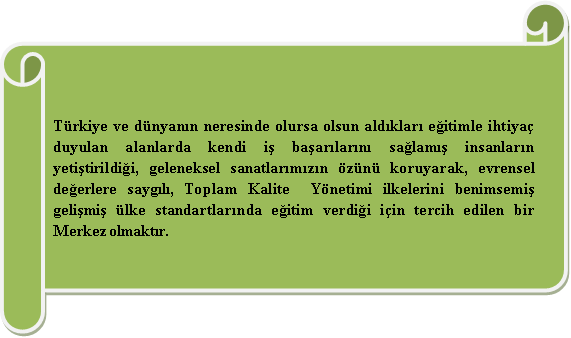 Türkiye ve dünyanın neresinde olursa olsun aldıkları eğitimle ihtiyaç
duyulan alanlarda kendi iş başarılarını sağlamış insanların
yetiştirildiği, geleneksel sanatlarımızın özünü koruyarak, evrensel
değerlere saygılı, Toplam Kalite Yönetimi ilkelerini benimsemiş
gelişmiş ülke standartlarında eğitim verdiği için tercih edilen bir
Merkez olmaktır.